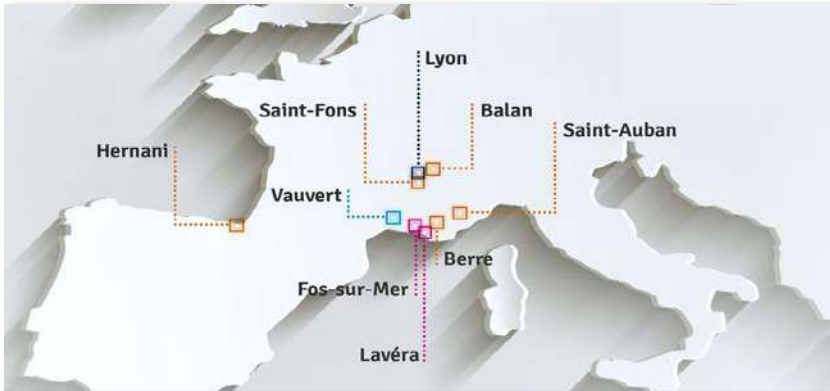 Lyon
Saint-Fons
Balan
Saint-Auban
Hernani
Vauvert
Berre
Fos-sur-Mer
Lavéra